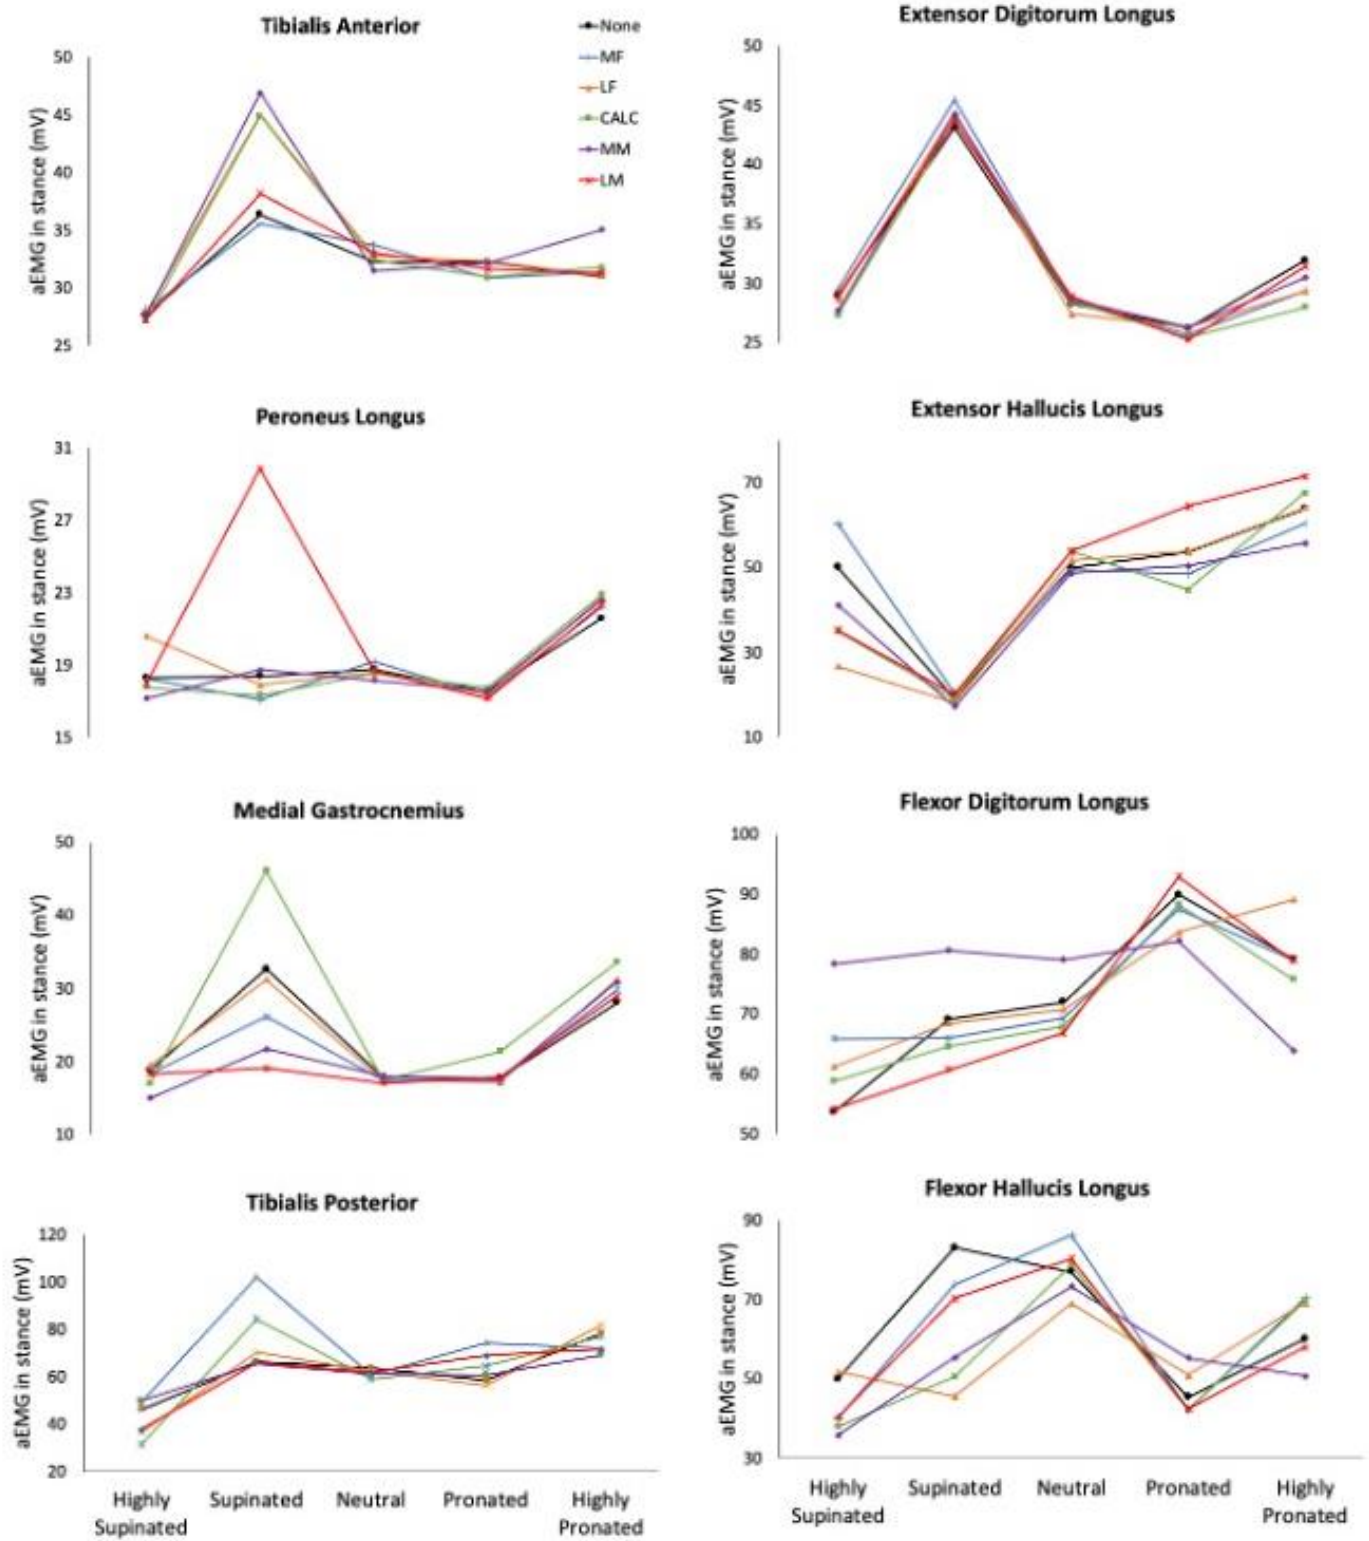 Tibialis Anterior
None
MF
LF
CALC
MM
LM
50
45
40
35
30
25
aEMG in stance (mV)
Extensor Digitorum Longus
50
45
40
35
30
25
aEMG in stance (mV)
Peroneus Longus
31
27
23
19
15
aEMG in stance (mV)
Extensor Hallucis Longus
70
50
30
10
aEMG in stance (mV)
Medial Gastrocnemius
50
40
30
20
10
aEMG in stance (mV)
Flexor Digitorum Longus
100
90
80
70
60
50
aEMG in stance (mV)
Tibialis Posterior
120
100
80
60
40
20
aEMG in stance (mV)
Highly Supinated Neutral Pronated Highly
Supinated Pronated
Flexor Hallucis Longus
90
70
50
30
aEMG in stance (mV)
Highly Supinated Neutral Pronated Highly
Supinated Pronated